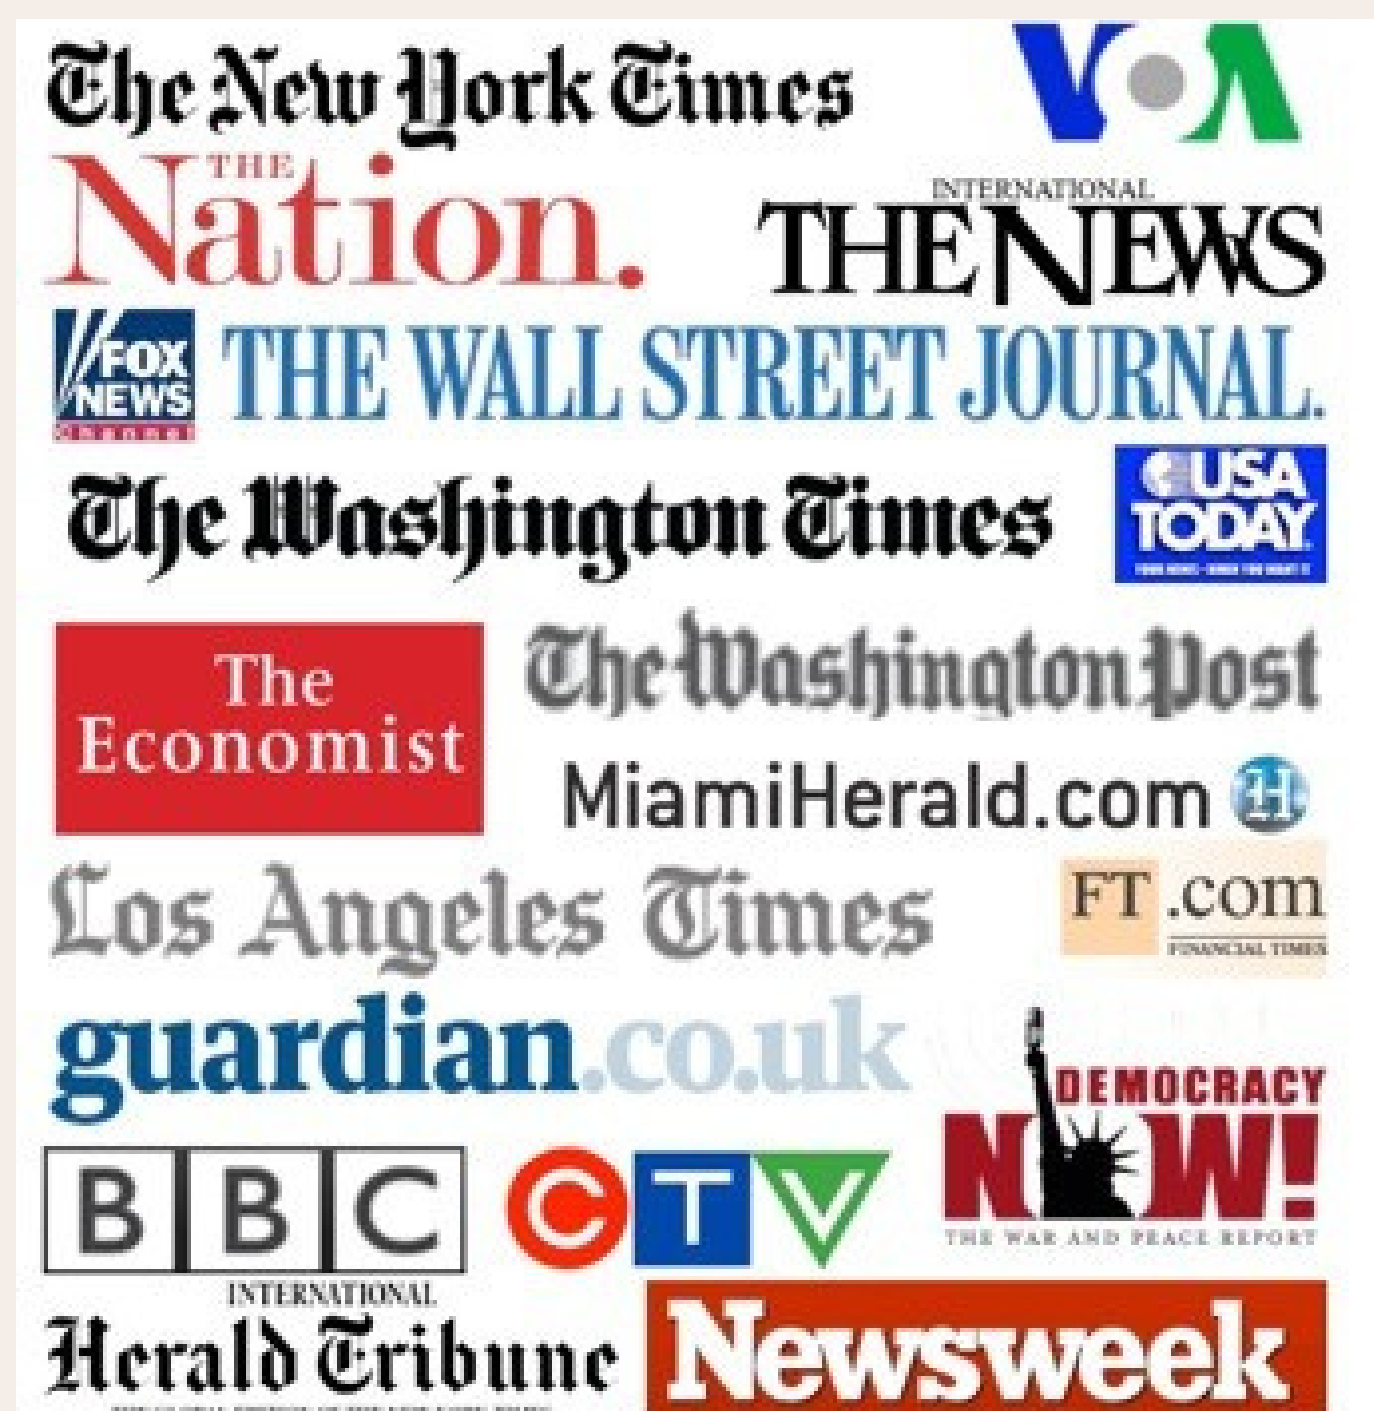 The New York Times
VOA
THE
Nation.
INTERNATIONAL
THE NEWS
FOX
NEWS
Channel
THE WALL STREET JOURNAL.
The Washington Times
USA
TODAY
The
Economist
The Washington Post
MiamiHerald.com H
Los Angeles Times
FT.com
FINANCIAL TIMES
guardian.co.uk
DEMOCRACY
NOW!
THE WAR AND PEACE REPORT
BBC
CTV
INTERNATIONAL
Herald Tribune
Newsweek